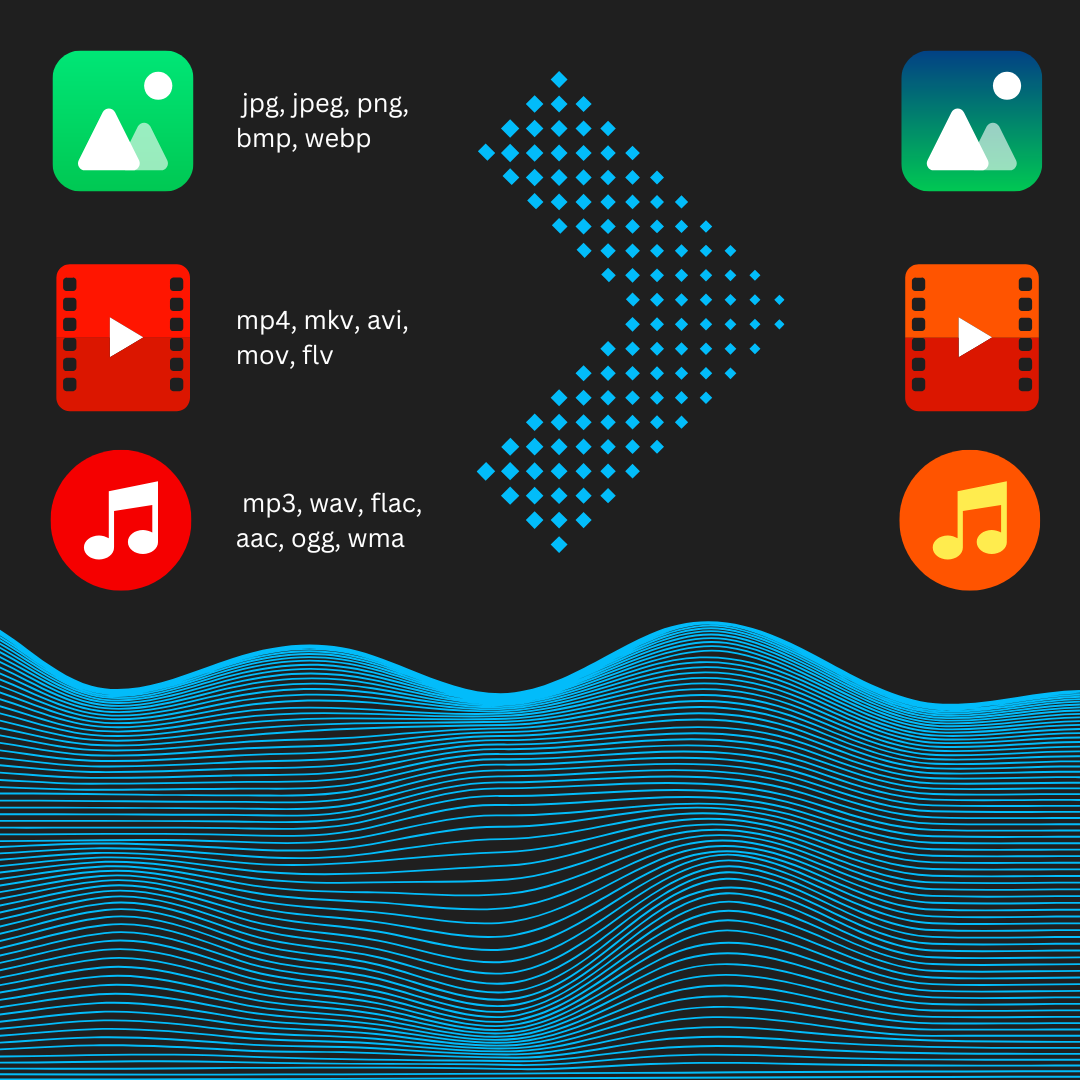 jpg, jpeg, png,
bmp, webp
mp4, mkv, avi,
mov, flv
mp3, wav, flac,
aac, ogg, wma